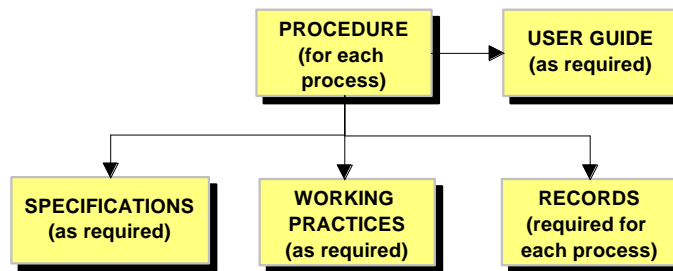 PROCEDURE
(for each
process)
USER GUIDE
(as required)
SPECIFICATIONS
(as required)
WORKING
PRACTICES
(as required)
RECORDS
(required for
each process)